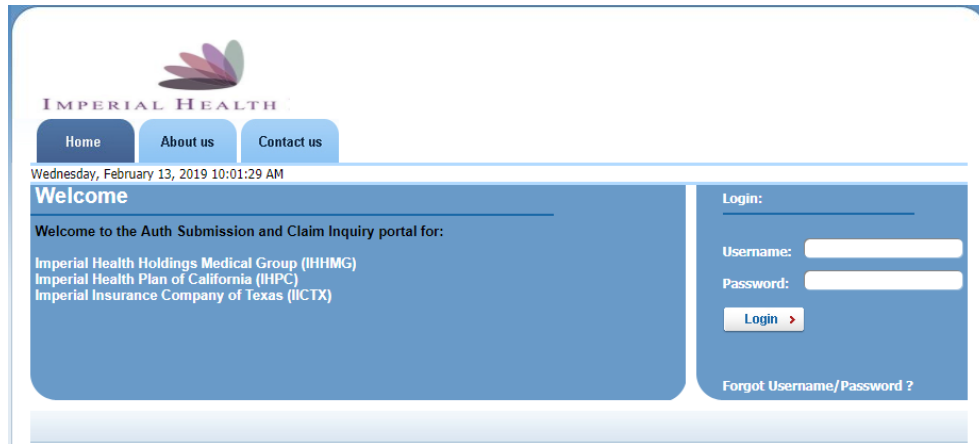 IMPERIAL HEALTH
Home About us Contact us
Wednesday, February 13, 2019 10:01:29 AM
Welcome
Welcome to the Auth Submission and Claim Inquiry portal for:
Imperial Health Holdings Medical Group (IHHMG)
Imperial Health Plan of California (IHPC)
Imperial Insurance Company of Texas (IICTX)
Login:
Username:
Password:
Login >
Forgot Username/Password ?